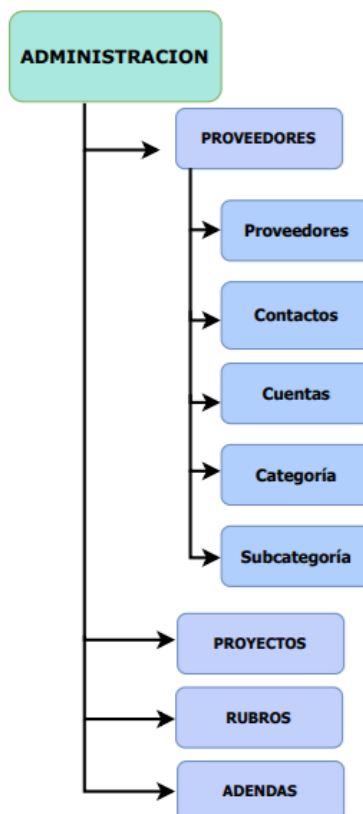 ADMINISTRACION
PROVEEDORES
Proveedores
Contactos
Cuentas
Categoría
Subcategoría
PROYECTOS
RUBROS
ADENDAS